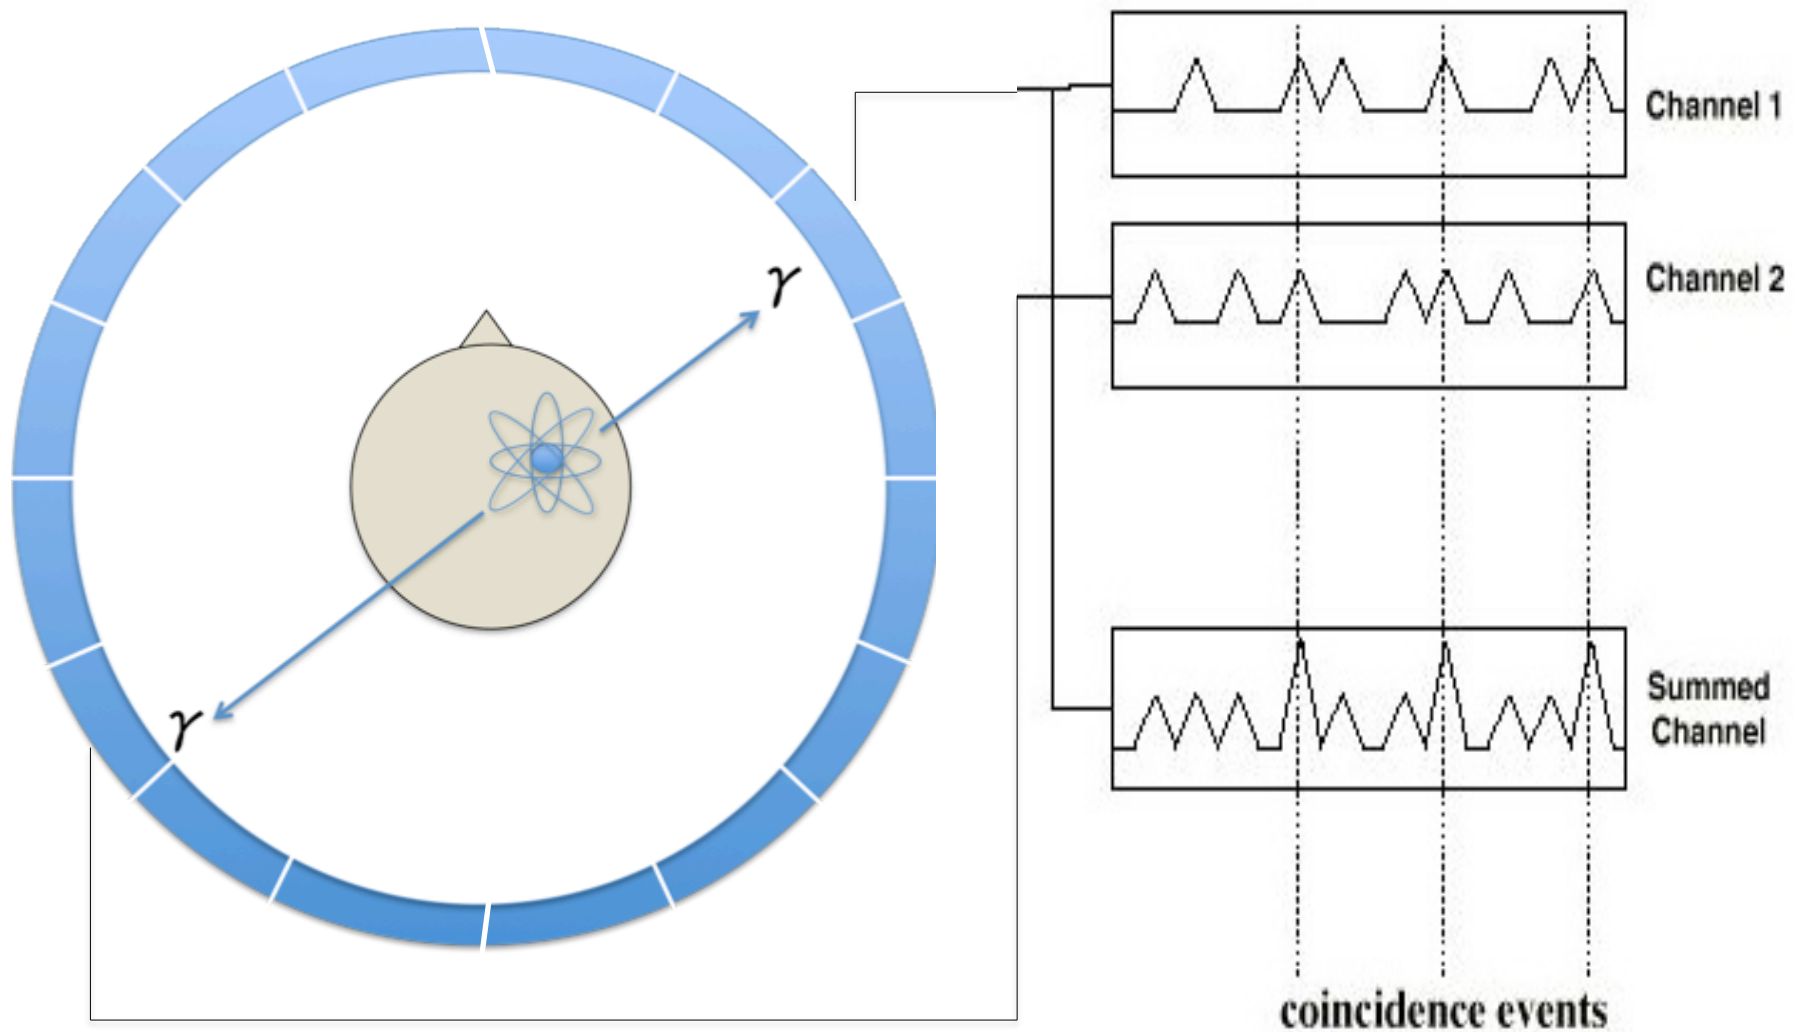 γ
γ
Channel 1
Channel 2
Summed
Channel
coincidence events